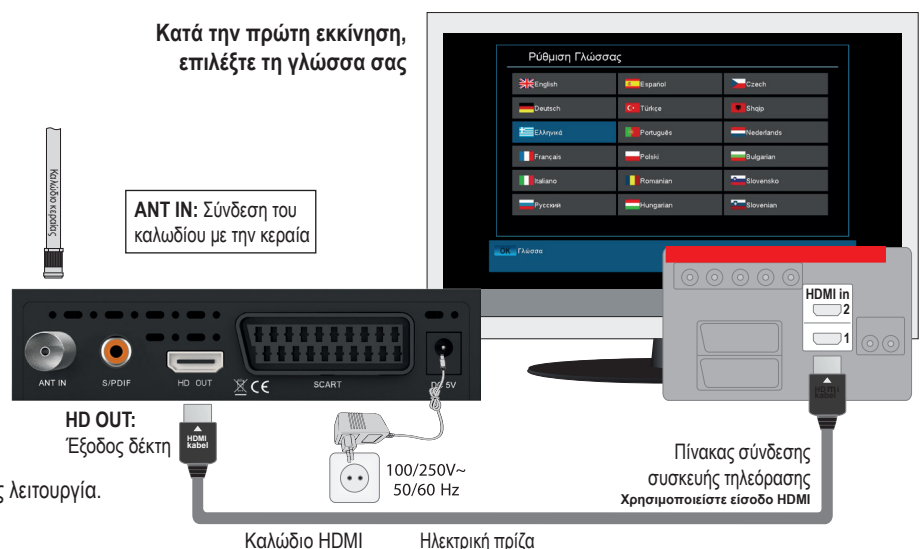 Κατά την πρώτη εκκίνηση,
επιλέξτε τη γλώσσα σας
Ρύθμιση Γλώσσας
English
Español
Czech
Deutsch
Türkçe
Shqip
Ελληνικά
Português
Nederlands
Français
Polski
Bulgarian
Italiano
Romanian
Slovensko
Русский
Hungarian
Slovenian
OK Γλώσσα
Καλώδιο κεραίας
ANT IN: Σύνδεση του
καλωδίου με την κεραία
HDMI in
2
1
ANT IN
S/PDIF
HD OUT
CE
SCART
DC 5V
HDMI
kabel
HD OUT:
Έξοδος δέκτη
HDMI
kabel
100/250V~
50/60 Hz
Πίνακας σύνδεσης
συσκευής τηλεόρασης
Χρησιμοποιείστε είσοδο HDMI
ς λειτουργία.
Καλώδιο HDMI
Ηλεκτρική πρίζα